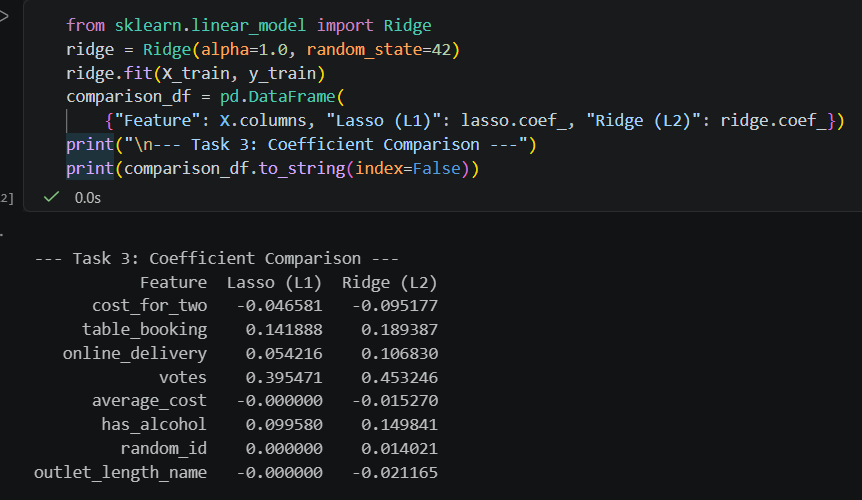 from sklearn.linear_model import Ridge
ridge = Ridge(alpha=1.0, random_state=42)
ridge.fit(X_train, y_train)
comparison_df = pd.DataFrame(
    {"Feature": X.columns, "Lasso (L1)": lasso.coef_, "Ridge (L2)": ridge.coef_})
print("\n--- Task 3: Coefficient Comparison ---")
print(comparison_df.to_string(index=False))
2] 0.0s
--- Task 3: Coefficient Comparison ---
Feature Lasso (L1) Ridge (L2)
cost_for_two -0.046581 -0.095177
table_booking 0.141888 0.189387
online_delivery 0.054216 0.106830
votes 0.395471 0.453246
average_cost -0.000000 -0.015270
has_alcohol 0.099580 0.149841
random_id 0.000000 0.014021
outlet_length_name -0.000000 -0.021165